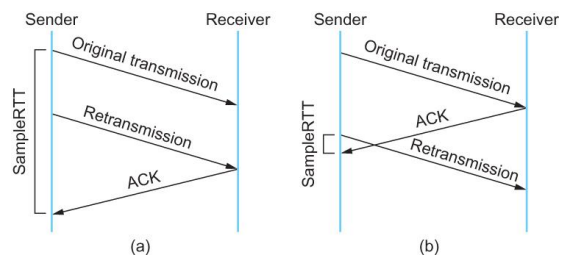 Sender
Receiver
Original transmission
Retransmission
ACK
SampleRTT
(a)
Sender
Receiver
Original transmission
ACK
Retransmission
SampleRTT
(b)